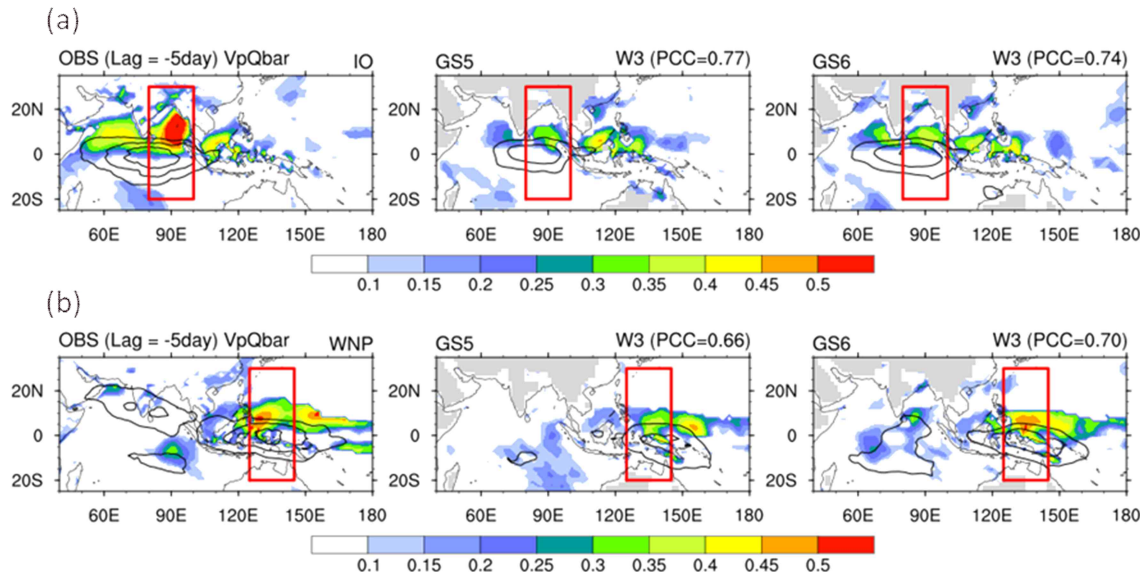 (a)
OBS (Lag = -5day) VpQbar IO GS5 W3 (PCC=0.77) GS6 W3 (PCC=0.74)
20N 20N 20N
0 0 0
20S 20S 20S
60E 90E 120E 150E 180 60E 90E 120E 150E 180 60E 90E 120E 150E 180
0.1 0.15 0.2 0.25 0.3 0.35 0.4 0.45 0.5
(b)
OBS (Lag = -5day) VpQbar WNP GS5 W3 (PCC=0.66) GS6 W3 (PCC=0.70)
20N 20N 20N
0 0 0
20S 20S 20S
60E 90E 120E 150E 180 60E 90E 120E 150E 180 60E 90E 120E 150E 180
0.1 0.15 0.2 0.25 0.3 0.35 0.4 0.45 0.5